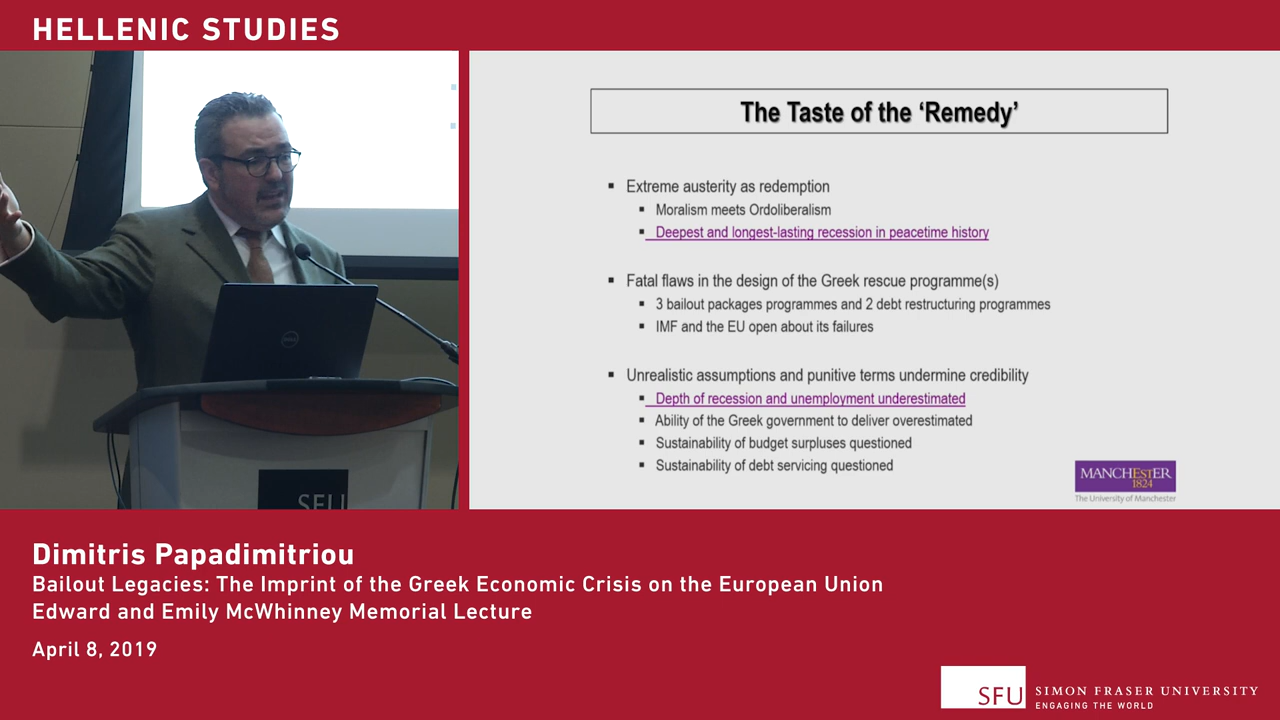 HELLENIC STUDIES
The Taste of the ‘Remedy’
▪ Extreme austerity as redemption
▪ Moralism meets Ordoliberalism
▪ Deepest and longest-lasting recession in peacetime history
▪ Fatal flaws in the design of the Greek rescue programme(s)
▪ 3 bailout packages programmes and 2 debt restructuring programmes
▪ IMF and the EU open about its failures
▪ Unrealistic assumptions and punitive terms undermine credibility
▪ Depth of recession and unemployment underestimated
▪ Ability of the Greek government to deliver overestimated
▪ Sustainability of budget surpluses questioned
▪ Sustainability of debt servicing questioned
MANCHESTER
1824
The University of Manchester
DELL
SFU
Dimitris Papadimitriou
Bailout Legacies: The Imprint of the Greek Economic Crisis on the European Union
Edward and Emily McWhinney Memorial Lecture
April 8, 2019
SFU
SIMON FRASER UNIVERSITY
ENGAGING THE WORLD